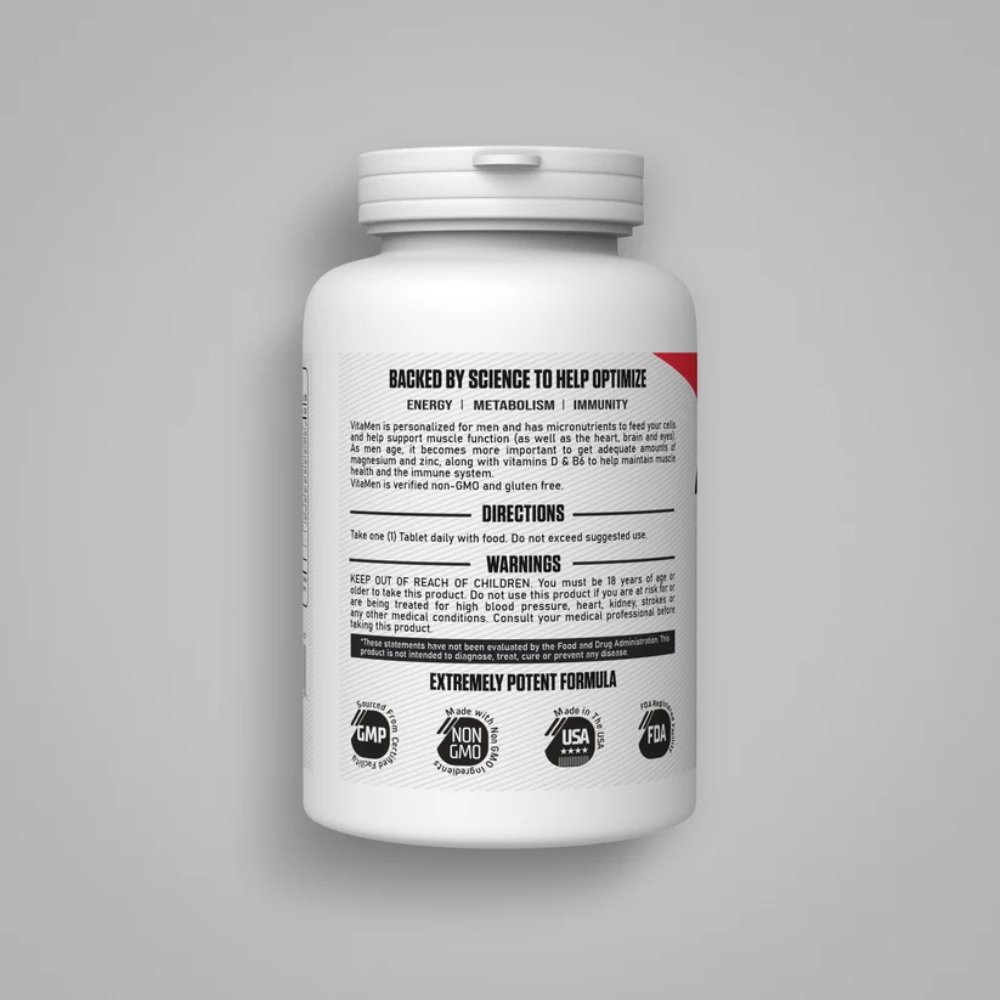 BACKED BY SCIENCE TO HELP OPTIMIZE
ENERGY | METABOLISM | IMMUNITY
VitaMen is personalized for men and has micronutrients to feed your cells
and help support muscle function (as well as the heart, brain and eyes).
As men age, it becomes more important to get adequate amounts of
magnesium and zinc, along with vitamins D & B6 to help maintain muscle
health and the immune system.
VitaMen is verified non-GMO and gluten free.
DIRECTIONS
Take one (1) Tablet daily with food. Do not exceed suggested use.
WARNINGS
KEEP OUT OF REACH OF CHILDREN. You must be 18 years of age or
older to take this product. Do not use this product if you are at risk for or
are being treated for high blood pressure, heart, kidney, strokes or
any other medical conditions. Consult your medical professional before
taking this product.
*These statements have not been evaluated by the Food and Drug Administration. This
product is not intended to diagnose, treat, cure or prevent any disease.
EXTREMELY POTENT FORMULA
Sourced From Certified Facility
GMP
Made with Non GMO Ingredients
NON
GMO
Made in The USA
USA
FDA Registered Facility
FDA